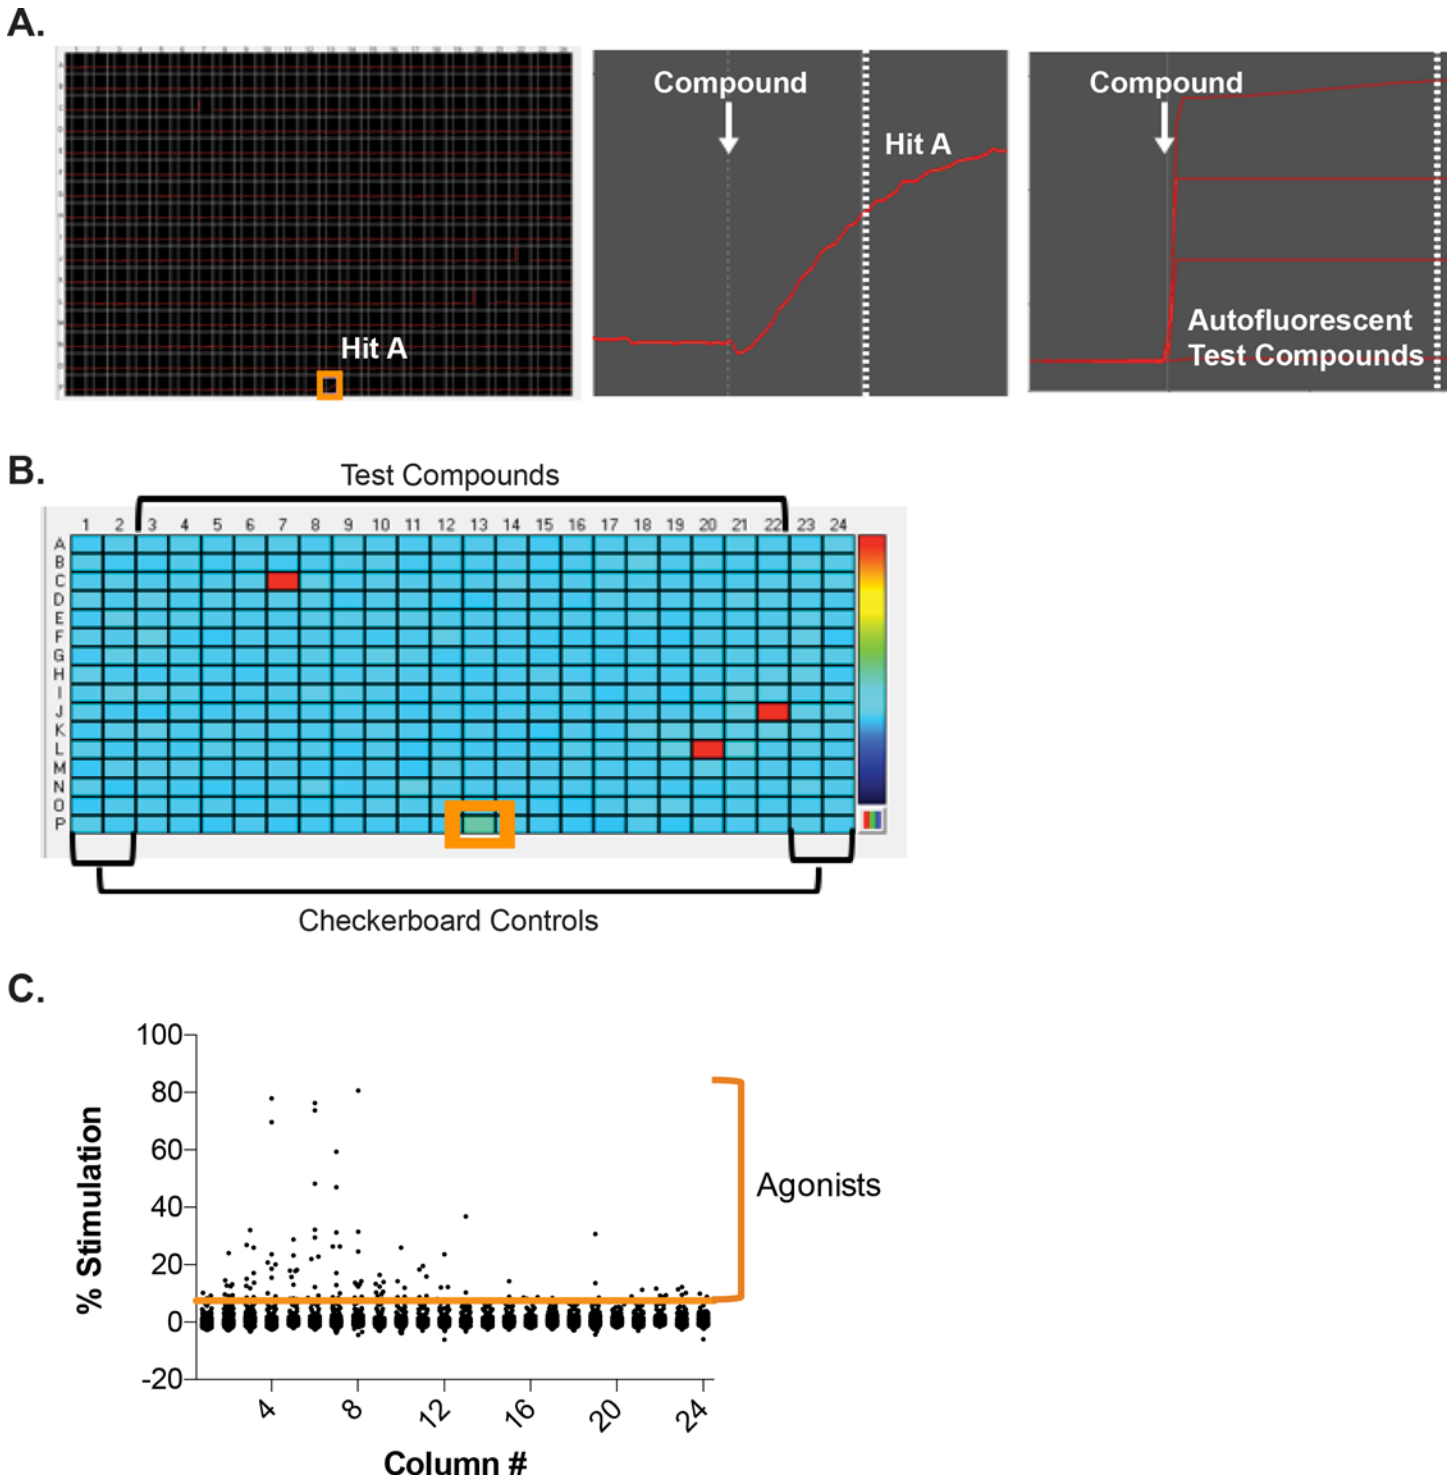 A.
Hit A
Compound
Hit A
Compound
Autofluorescent
Test Compounds
B.
Test Compounds
1 2 3 4 5 6 7 8 9 10 11 12 13 14 15 16 17 18 19 20 21 22 23 24
A
B
C
D
E
F
G
H
I
J
K
L
M
N
O
P
Checkerboard Controls
C.
100
80
60
40
20
0
-20
% Stimulation
Agonists
4 8 12 16 20 24
Column #